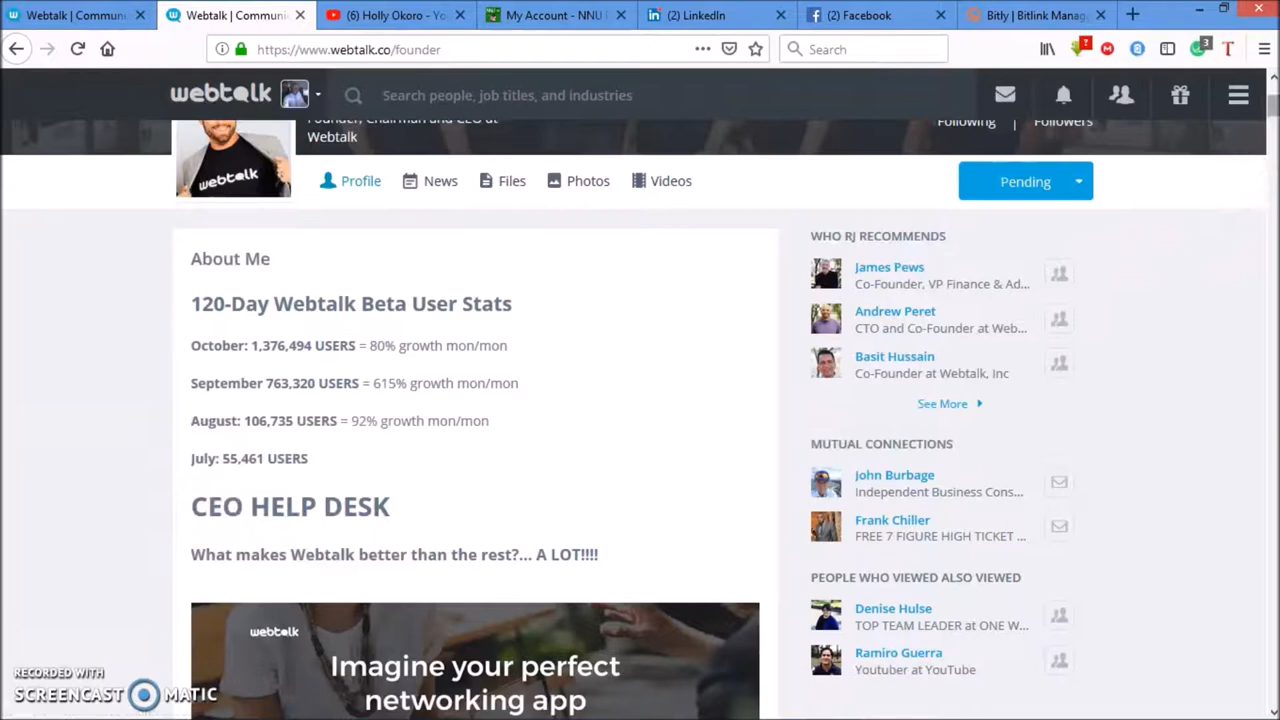 Webtalk | Communi
Webtalk | Communic
(6) Holly Okoro - Yo
My Account - NNU
(2) LinkedIn
(2) Facebook
Bitly | Bitlink Manag
https://www.webtalk.co/founder
Search
3
webtalk
Search people, job titles, and industries
Founder, Chairman and CEO at
Webtalk
Following | Followers
Profile
News
Files
Photos
Videos
Pending
About Me
120-Day Webtalk Beta User Stats
October: 1,376,494 USERS = 80% growth mon/mon
September 763,320 USERS = 615% growth mon/mon
August: 106,735 USERS = 92% growth mon/mon
July: 55,461 USERS
CEO HELP DESK
What makes Webtalk better than the rest?... A LOT!!!!
webtalk
Imagine your perfect
networking app
WHO RJ RECOMMENDS
James Pews
Co-Founder, VP Finance & Ad...
Andrew Peret
CTO and Co-Founder at Web...
Basit Hussain
Co-Founder at Webtalk, Inc
See More
MUTUAL CONNECTIONS
John Burbage
Independent Business Cons...
Frank Chiller
FREE 7 FIGURE HIGH TICKET ...
PEOPLE WHO VIEWED ALSO VIEWED
Denise Hulse
TOP TEAM LEADER at ONE W...
Ramiro Guerra
Youtuber at YouTube
webtalk
RECORDED WITH
SCREENCAST MATIC